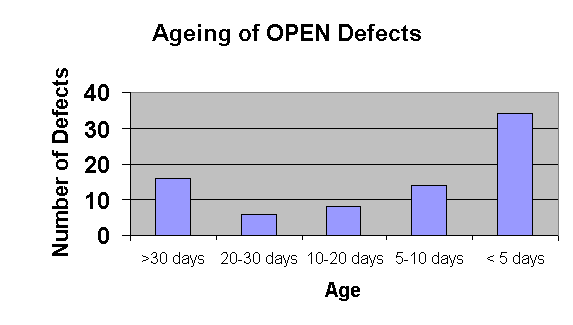 Ageing of OPEN Defects
Number of Defects
40
30
20
10
0
>30 days 20-30 days 10-20 days 5-10 days < 5 days
Age